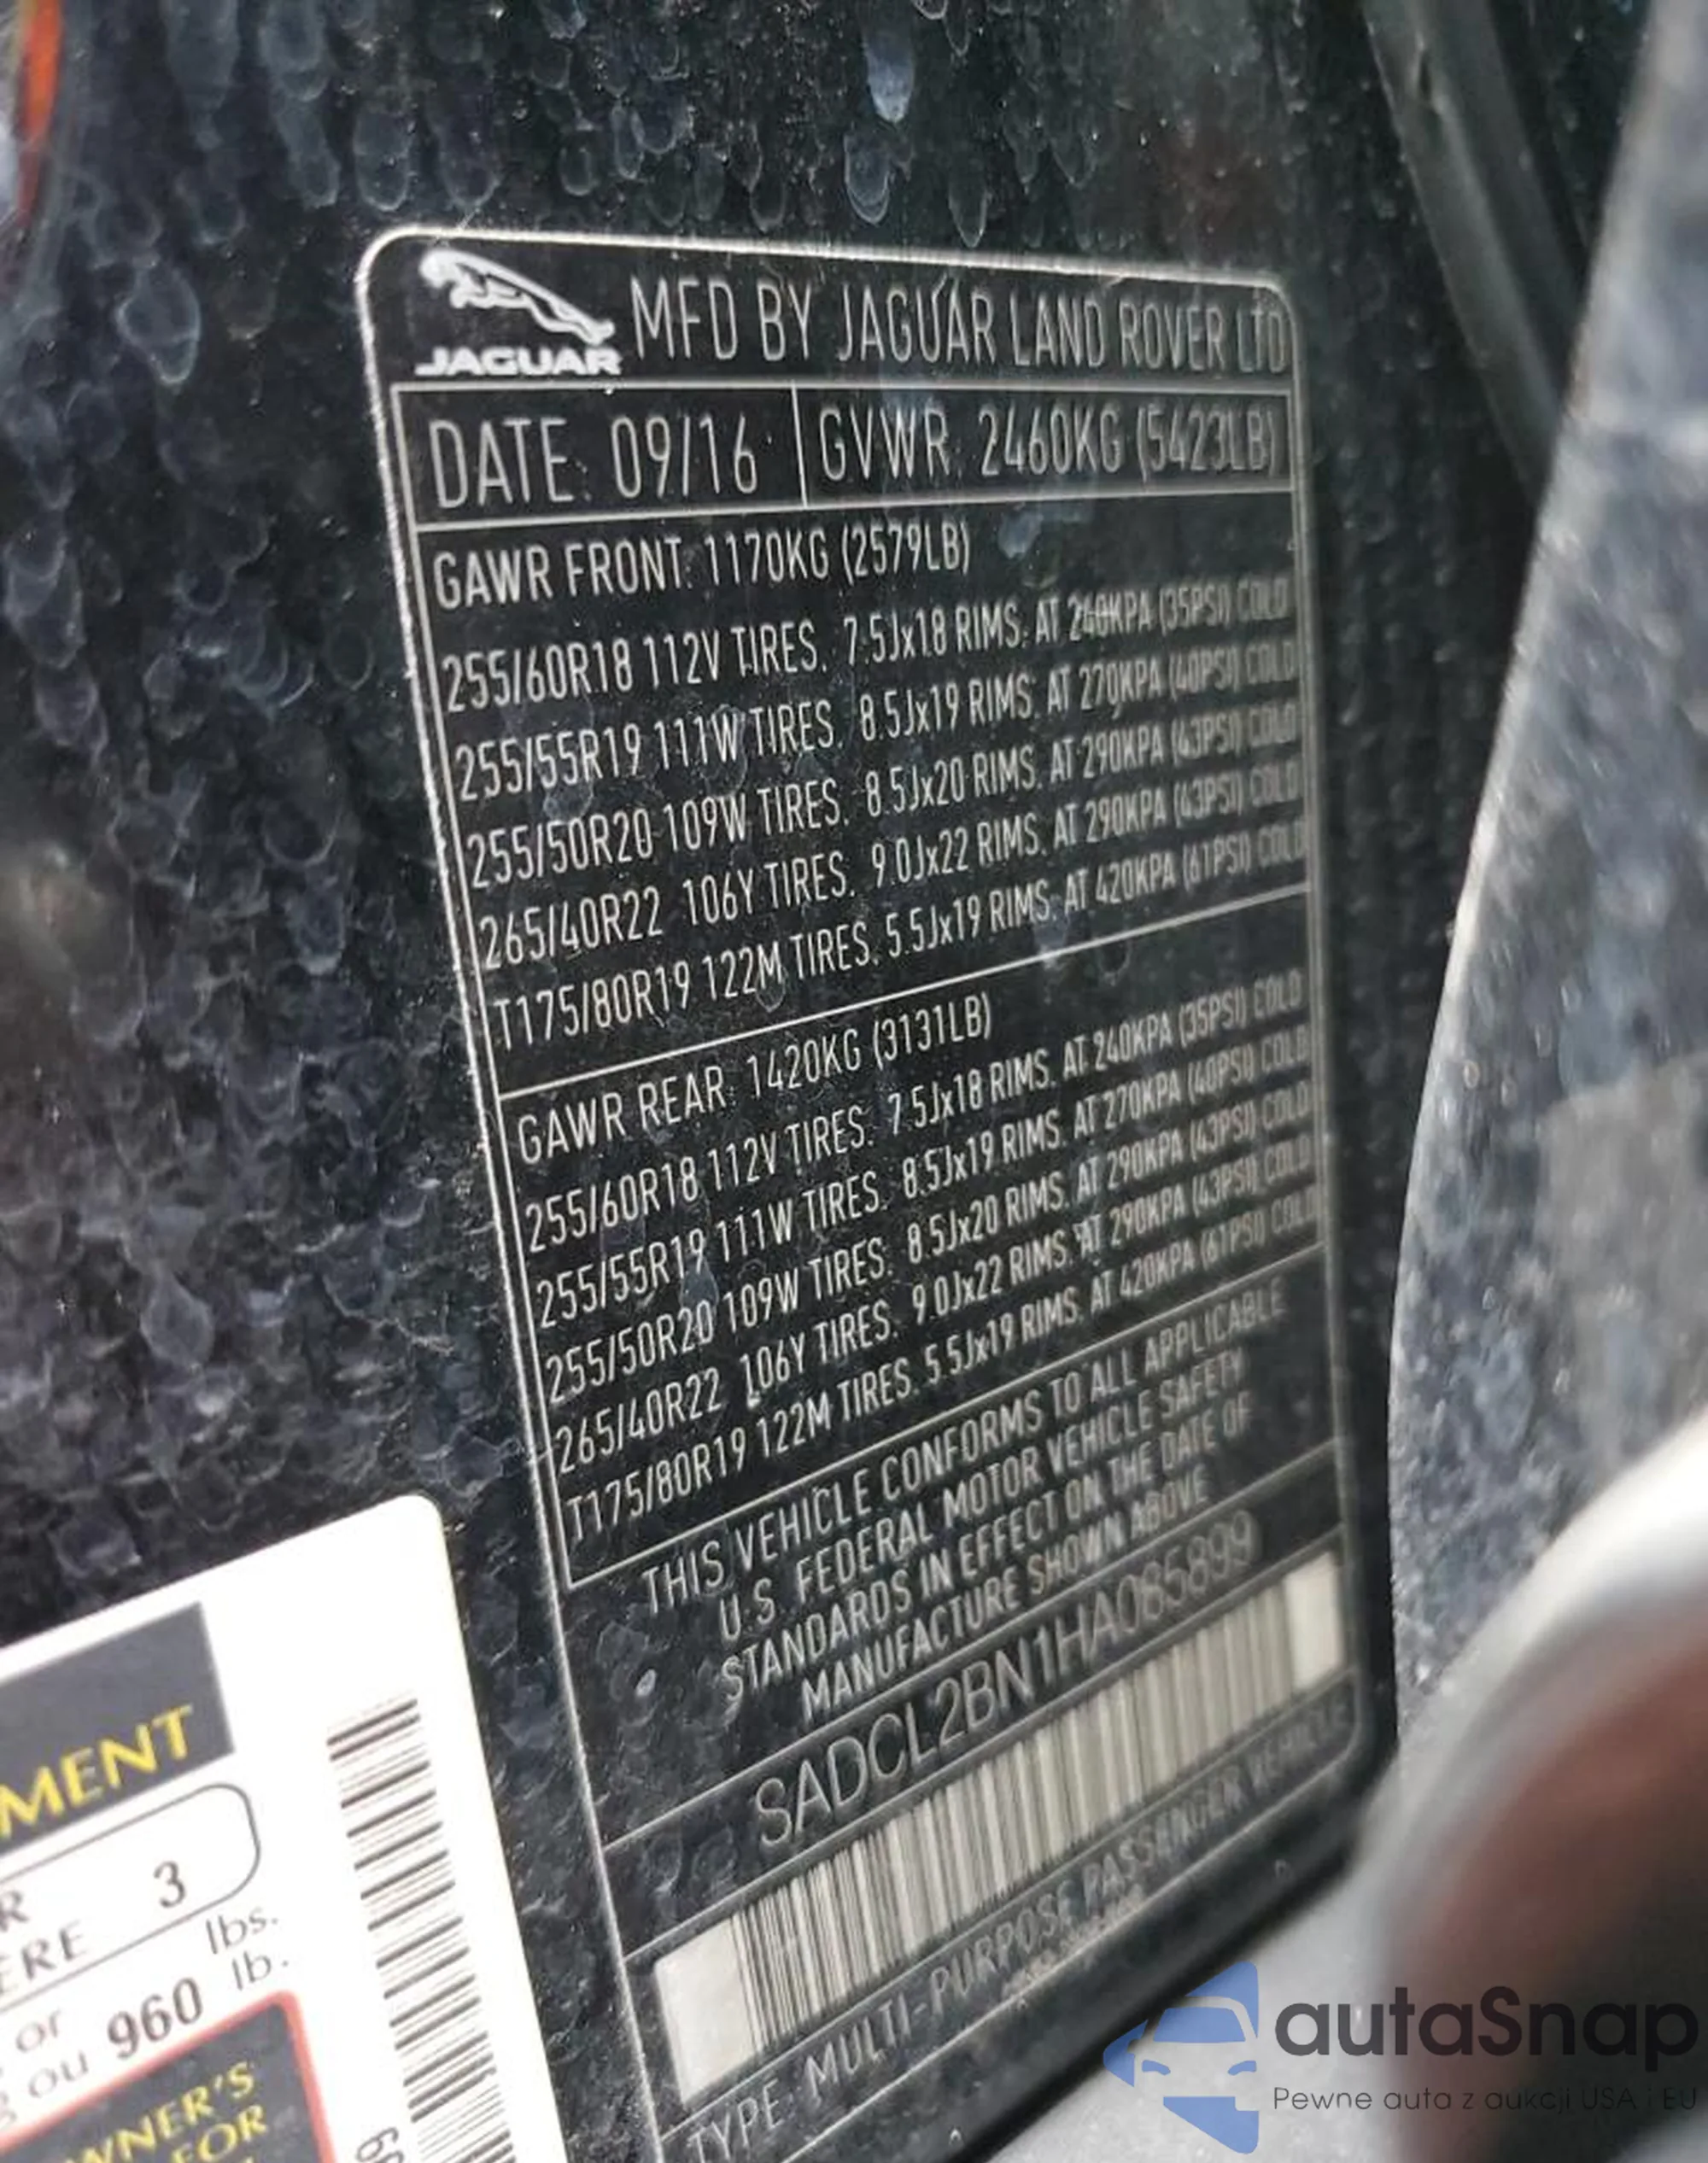 JAGUAR
MFD BY JAGUAR LAND ROVER LTD
DATE: 09/16
GVWR: 2460KG (5423LB)
GAWR FRONT: 1170KG (2579LB)
255/60R18 112V TIRES. 7.5Jx18 RIMS. AT 240KPA (35PSI) COLD
255/55R19 111W TIRES. 8.5Jx19 RIMS. AT 270KPA (40PSI) COLD
255/50R20 109W TIRES. 8.5Jx20 RIMS. AT 290KPA (43PSI) COLD
265/40R22 106Y TIRES. 9.0Jx22 RIMS. AT 290KPA (43PSI) COLD
T175/80R19 122M TIRES. 5.5Jx19 RIMS. AT 420KPA (61PSI) COLD
GAWR REAR: 1420KG (3131LB)
255/60R18 112V TIRES. 7.5Jx18 RIMS. AT 240KPA (35PSI) COLD
255/55R19 111W TIRES. 8.5Jx19 RIMS. AT 270KPA (40PSI) COLD
255/50R20 109W TIRES. 8.5Jx20 RIMS. AT 290KPA (43PSI) COLD
265/40R22 106Y TIRES. 9.0Jx22 RIMS. AT 290KPA (43PSI) COLD
T175/80R19 122M TIRES. 5.5Jx19 RIMS. AT 420KPA (61PSI) COLD
THIS VEHICLE CONFORMS TO ALL APPLICABLE
U.S. FEDERAL MOTOR VEHICLE SAFETY
STANDARDS IN EFFECT ON THE DATE OF
MANUFACTURE SHOWN ABOVE
SADCL2BN1HA085899
TYPE: MULTI-PURPOSE PASSENGER VEHICLE
MENT
R
ERE 3
lbs.
or 960 lb.
ou
WNER'S
FOR
69
autaSnap
Pewne auta z aukcji USA i EU